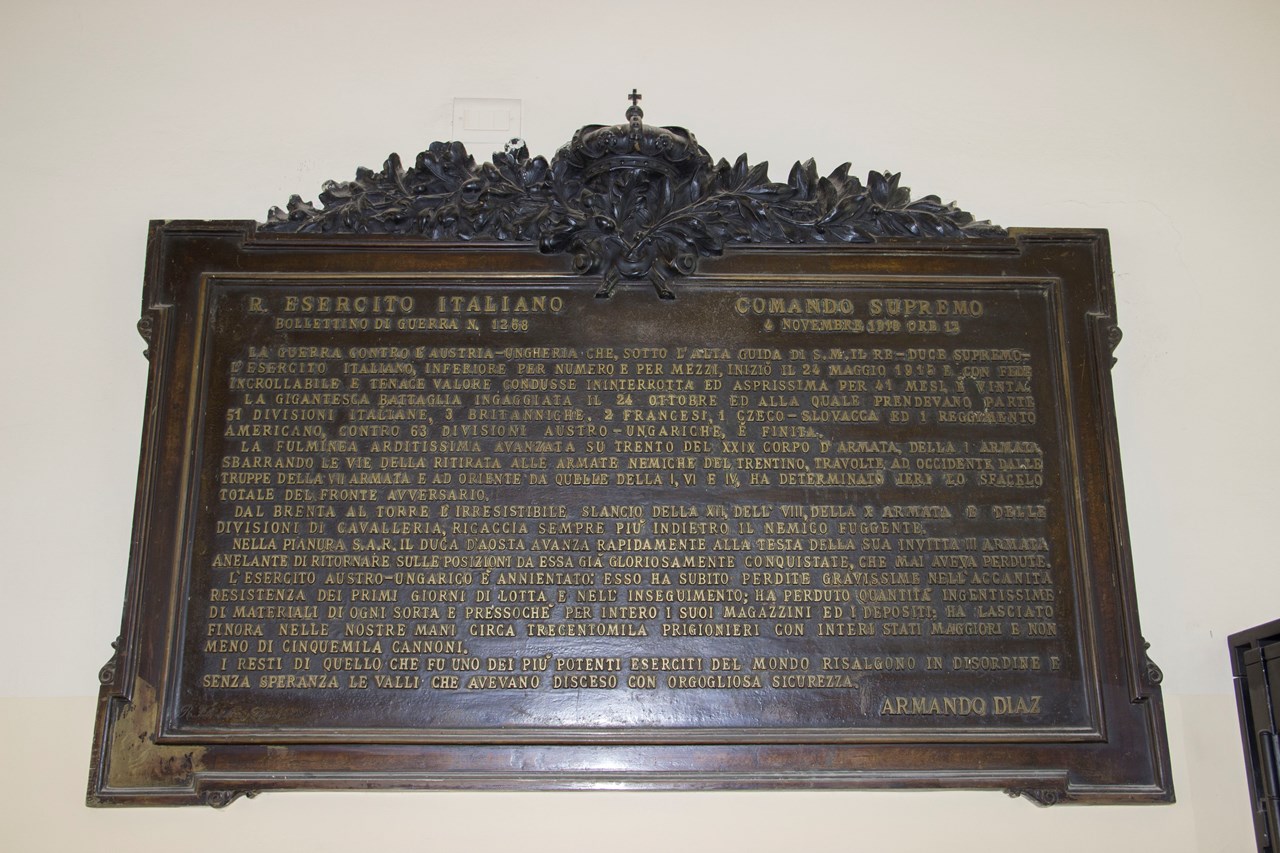 R. ESERCITO ITALIANO
COMANDO SUPREMO
BOLLETTINO DI GUERRA N. 1268
4 NOVEMBRE 1918 ORE 12
LA GUERRA CONTRO L'AUSTRIA-UNGHERIA CHE, SOTTO L'ALTA GUIDA DI S.M. IL RE-DUCE SUPREMO-
L'ESERCITO ITALIANO, INFERIORE PER NUMERO E PER MEZZI, INIZIÒ IL 24 MAGGIO 1915 E CON FEDE
INCROLLABILE E TENACE VALORE CONDUSSE ININTERROTTA ED ASPRISSIMA PER 41 MESI, È VINTA.
LA GIGANTESCA BATTAGLIA INGAGGIATA IL 24 OTTOBRE ED ALLA QUALE PRENDEVANO PARTE
51 DIVISIONI ITALIANE, 3 BRITANNICHE, 2 FRANCESI, 1 CZECO-SLOVACCA ED 1 REGGIMENTO
AMERICANO, CONTRO 63 DIVISIONI AUSTRO-UNGARICHE, È FINITA.
LA FULMINEA ARDITISSIMA AVANZATA SU TRENTO DEL XXIX CORPO D'ARMATA, DELLA I ARMATA
SBARRANDO LE VIE DELLA RITIRATA ALLE ARMATE NEMICHE DEL TRENTINO, TRAVOLTE AD OCCIDENTE DALLE
TRUPPE DELLA VII ARMATA E AD ORIENTE DA QUELLE DELLA I, VI E IV, HA DETERMINATO IERI LO SFACELO
TOTALE DEL FRONTE AVVERSARIO.
DAL BRENTA AL TORRE L'IRRESISTIBILE SLANCIO DELLA XII, DELL'VIII, DELLA X ARMATA E DELLE
DIVISIONI DI CAVALLERIA, RICACCIA SEMPRE PIÙ INDIETRO IL NEMICO FUGGENTE.
NELLA PIANURA S.A.R. IL DUCA D'AOSTA AVANZA RAPIDAMENTE ALLA TESTA DELLA SUA INVITTA III ARMATA
ANELANTE DI RITORNARE SULLE POSIZIONI DA ESSA GIÀ GLORIOSAMENTE CONQUISTATE, CHE MAI AVEVA PERDUTE.
L'ESERCITO AUSTRO-UNGARICO È ANNIENTATO: ESSO HA SUBITO PERDITE GRAVISSIME NELL'ACCANITA
RESISTENZA DEI PRIMI GIORNI DI LOTTA E NELL'INSEGUIMENTO; HA PERDUTO QUANTITÀ INGENTISSIME
DI MATERIALI DI OGNI SORTA E PRESSOCHÈ PER INTERO I SUOI MAGAZZINI ED I DEPOSITI: HA LASCIATO
FINORA NELLE NOSTRE MANI CIRCA TRECENTOMILA PRIGIONIERI CON INTERI STATI MAGGIORI E NON
MENO DI CINQUEMILA CANNONI.
I RESTI DI QUELLO CHE FU UNO DEI PIÙ POTENTI ESERCITI DEL MONDO RISALGONO IN DISORDINE E
SENZA SPERANZA LE VALLI CHE AVEVANO DISCESO CON ORGOGLIOSA SICUREZZA.
ARMANDO DIAZ